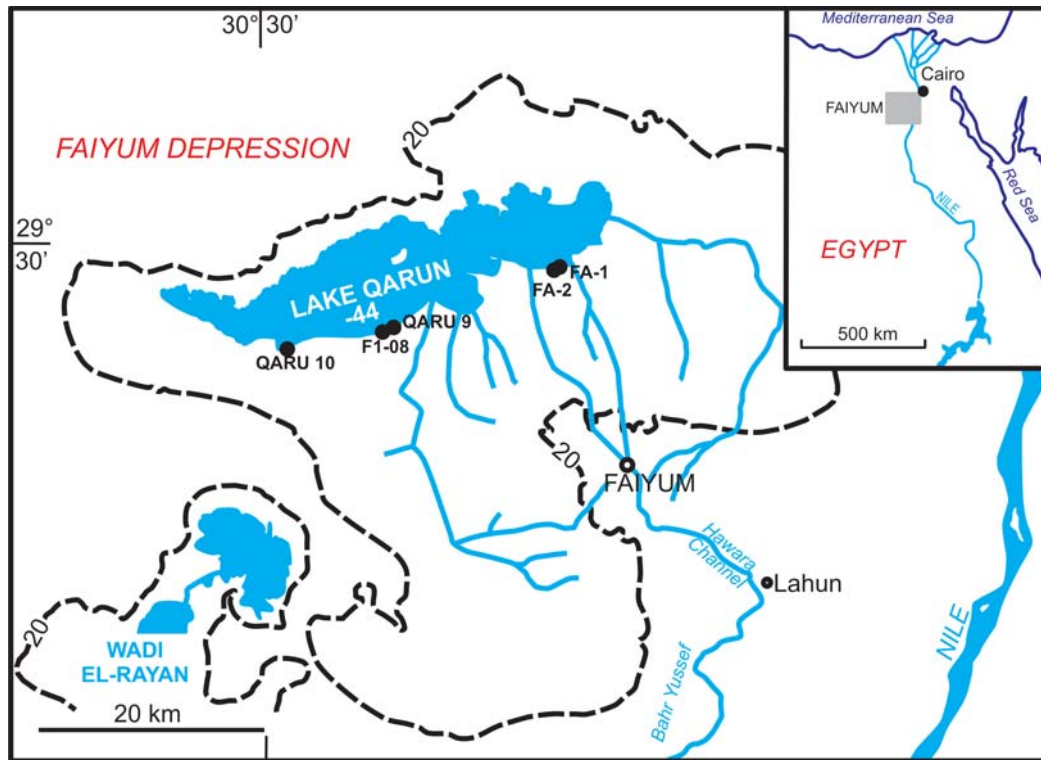 30° 30’
Mediterranean Sea
Cairo
FAIYUM
NILE
Red Sea
EGYPT
500 km
FAIYUM DEPRESSION
20
29°
30’
LAKE QARUN
-44
FA-1
FA-2
QARU 9
F1-08
QARU 10
20
FAIYUM
Hawara
Channel
Lahun
20
WADI
EL-RAYAN
Bahr Yussef
NILE
20 km